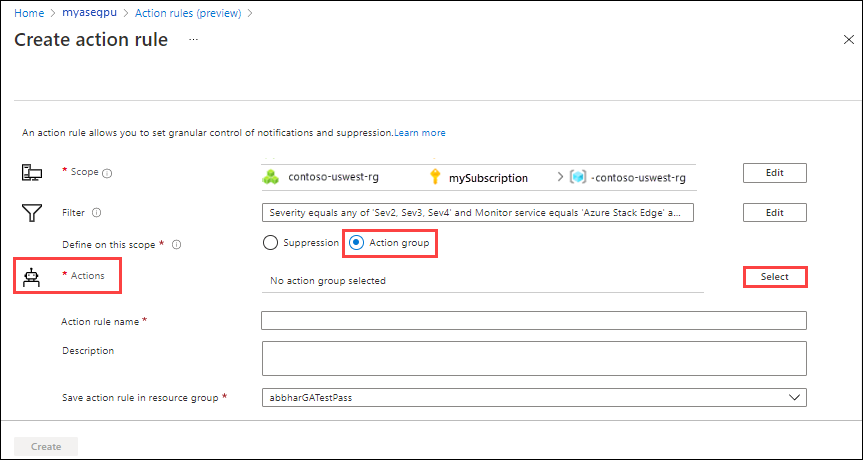 Home > myaseqpu > Action rules (preview) >
Create action rule ...
An action rule allows you to set granular control of notifications and suppression.Learn more
* Scope contoso-uswest-rg mySubscription > -contoso-uswest-rg Edit
Filter Severity equals any of 'Sev2, Sev3, Sev4' and Monitor service equals 'Azure Stack Edge' a... Edit
Define on this scope * Suppression Action group
* Actions No action group selected Select
Action rule name *
Description
Save action rule in resource group * abbharGATestPass
Create